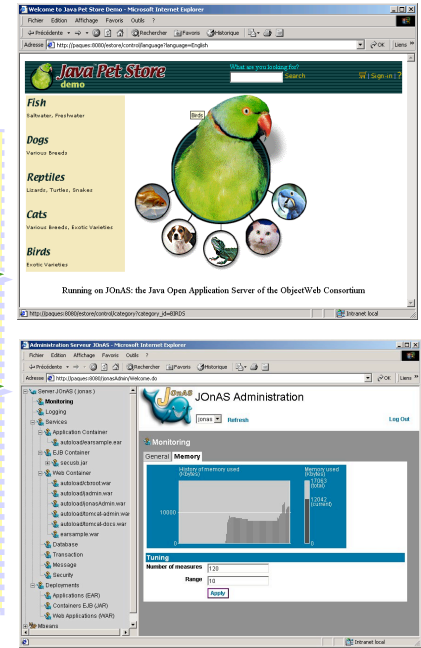 Welcome to Java Pet Store Demo - Microsoft Internet Explorer
Fichier Edition Affichage Favoris Outils ?
Précédente Rechercher Favoris Historique
Adresse http://paques:8080/estore/control/language?language=English OK Liens »
Java Pet Store
demo
What are you looking for?
Search
Sign-in ?
Fish
Saltwater, Freshwater
Dogs
Various Breeds
Reptiles
Lizards, Turtles, Snakes
Cats
Various Breeds, Exotic Varieties
Birds
Exotic Varieties
Birds
Running on JOnAS: the Java Open Application Server of the ObjectWeb Consortium
http://paques:8080/estore/control/category?category_id=BIRDS Intranet local
Administration Serveur JOnAS - Microsoft Internet Explorer
Fichier Edition Affichage Favoris Outils ?
Précédente Rechercher Favoris Historique
Adresse http://paques:8080/jonasAdmin/Welcome.do OK Liens »
Server JOnAS ( jonas )
Monitoring
Logging
Services
Application Container
autoload/earsample.ear
EJB Container
secusb.jar
Web Container
autoload/ctxroot.war
autoload/jadmin.war
autoload/jonasAdmin.war
autoload/tomcat-admin.war
autoload/tomcat-docs.war
earsample.war
Database
Transaction
Message
Security
Deployments
Applications (EAR)
Containers EJB (JAR)
Web Applications (WAR)
Mbeans
JOnAS
JOnAS Administration
jonas Refresh Log Out
Monitoring
General Memory
History of memory used
(Kbytes)
10000
0
Memory used
(Kbytes)
17063
(total)
12042
(current)
0
Tuning
Number of measures 120
Range 10
Apply
Intranet local